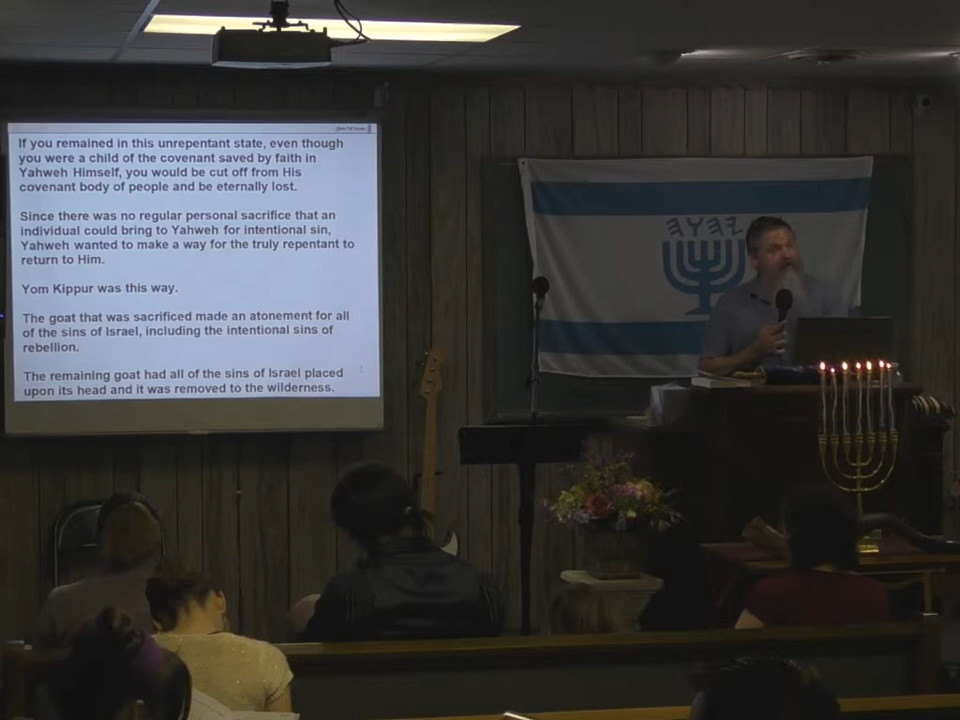 If you remained in this unrepentant state, even though
you were a child of the covenant saved by faith in
Yahweh Himself, you would be cut off from His
covenant body of people and be eternally lost.
Since there was no regular personal sacrifice that an
individual could bring to Yahweh for intentional sin,
Yahweh wanted to make a way for the truly repentant to
return to Him.
Yom Kippur was this way.
The goat that was sacrificed made an atonement for all
of the sins of Israel, including the intentional sins of
rebellion.
The remaining goat had all of the sins of Israel placed
upon its head and it was removed to the wilderness.
𐤉𐤄𐤅𐤄